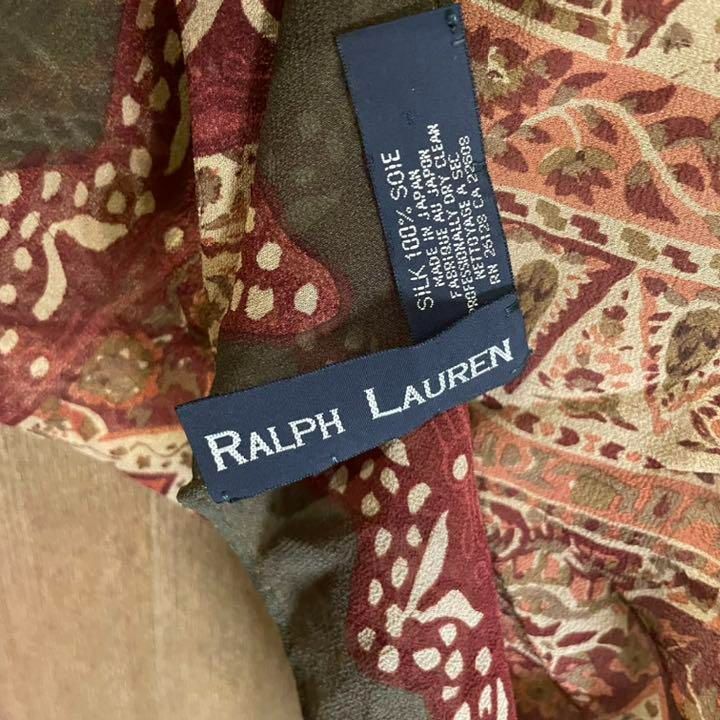 SILK 100% SOIE
MADE IN JAPAN
FABRIQUE AU JAPON
PROFESSIONALLY DRY CLEAN
NETTOYAGE A SEC
RN 26128 CA 22608
RALPH LAUREN